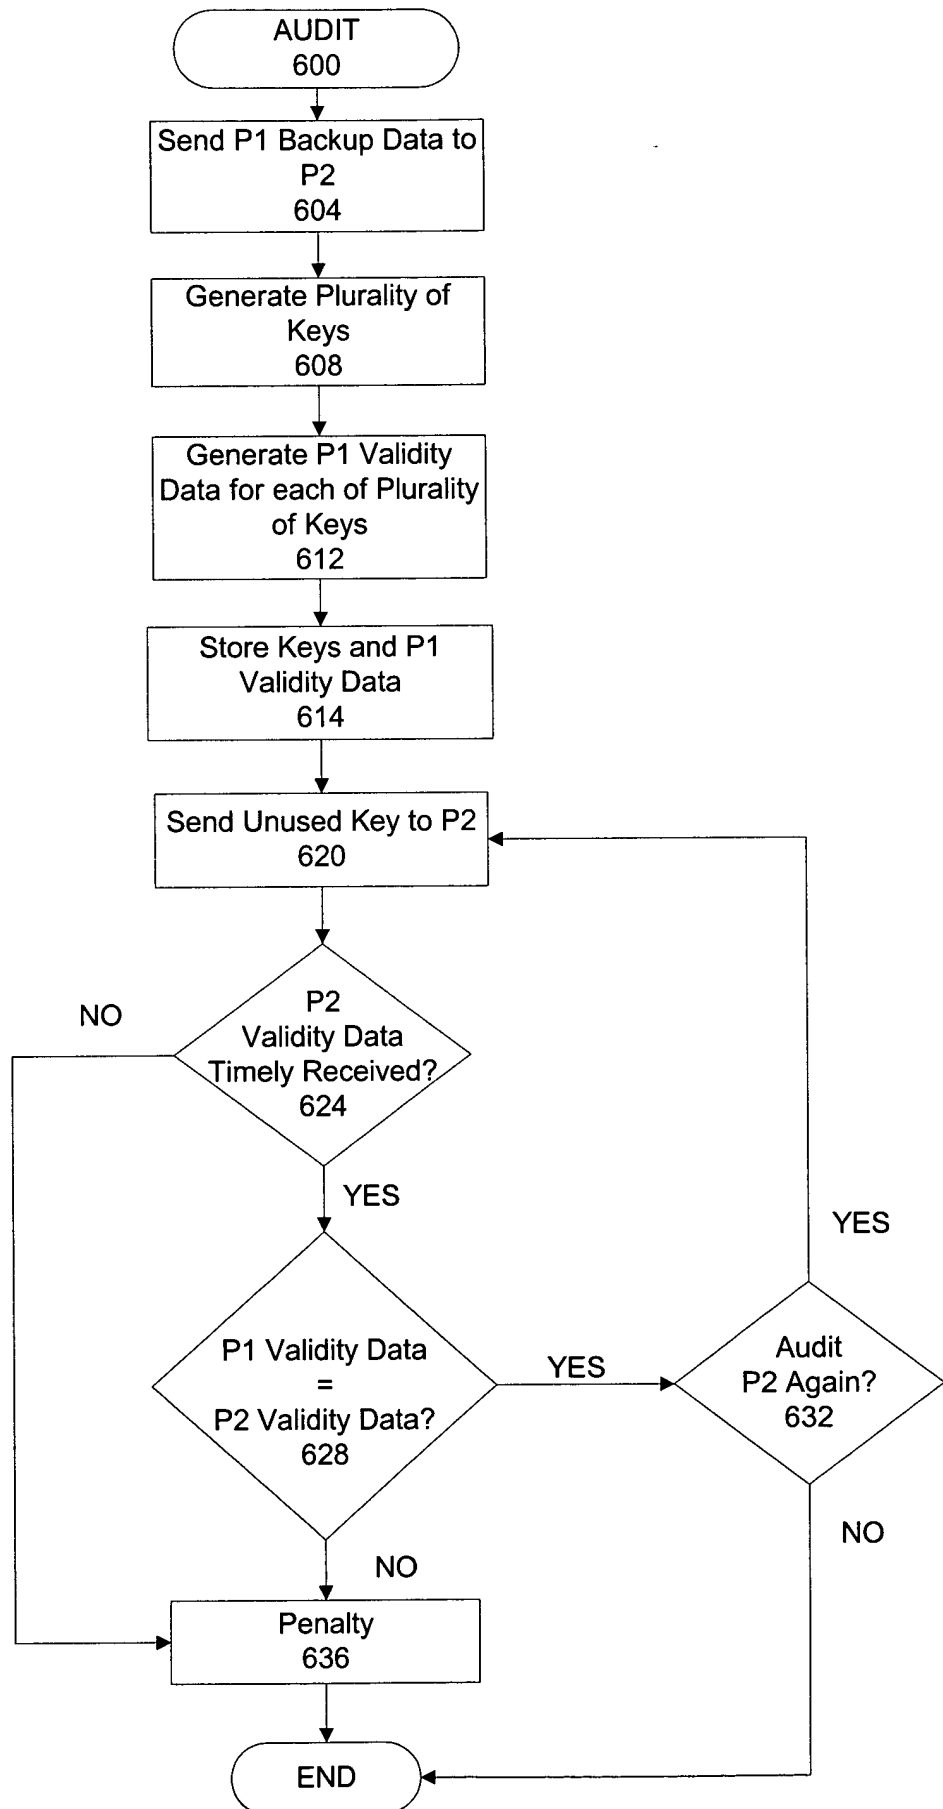 AUDIT
600
Send P1 Backup Data to
P2
604
Generate Plurality of
Keys
608
Generate P1 Validity
Data for each of Plurality
of Keys
612
Store Keys and P1
Validity Data
614
Send Unused Key to P2
620
P2
Validity Data
Timely Received?
624
NO
YES
P1 Validity Data
=
P2 Validity Data?
628
YES
Audit
P2 Again?
632
YES
NO
NO
Penalty
636
END